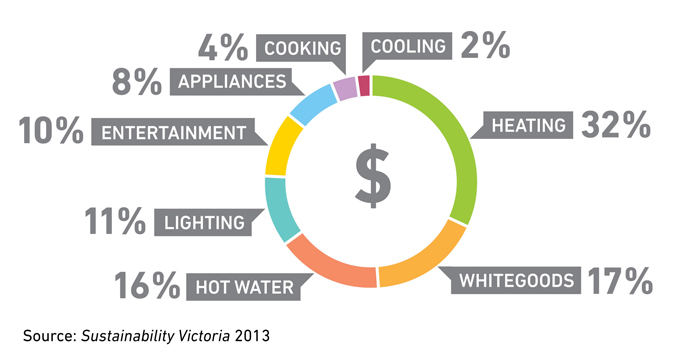 4% COOKING
COOLING 2%
8% APPLIANCES
10% ENTERTAINMENT
HEATING 32%
$
11% LIGHTING
16% HOT WATER
WHITEGOODS 17%
Source: Sustainability Victoria 2013